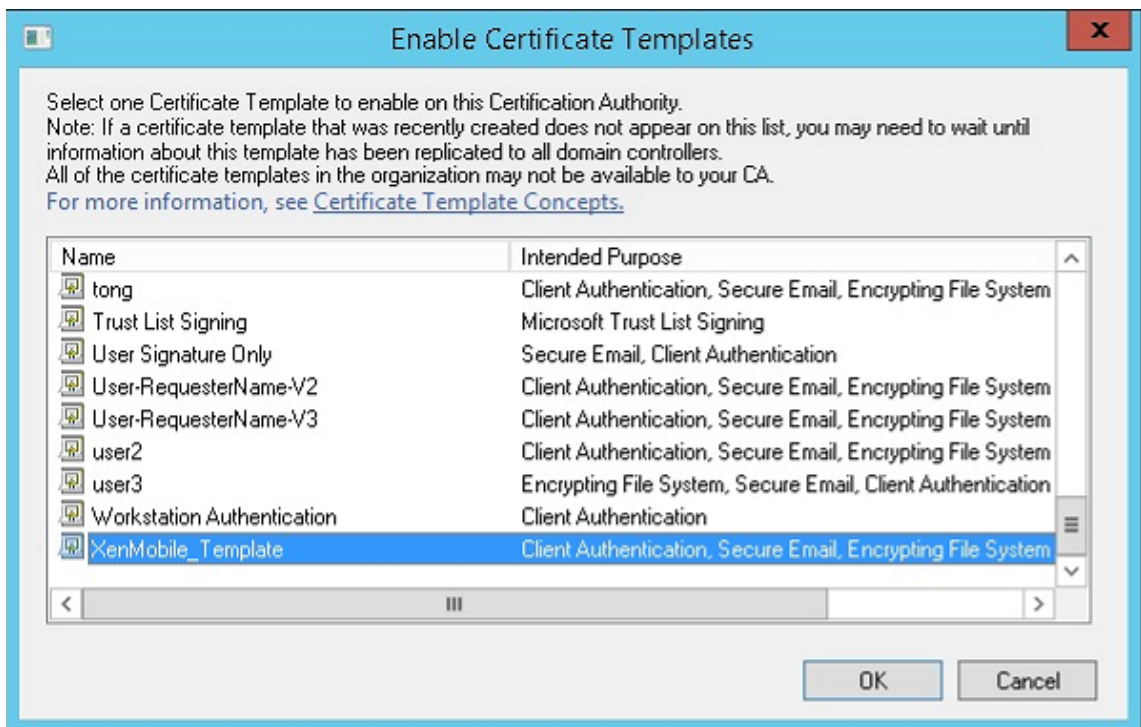 Enable Certificate Templates
x
Select one Certificate Template to enable on this Certification Authority.
Note: If a certificate template that was recently created does not appear on this list, you may need to wait until
information about this template has been replicated to all domain controllers.
All of the certificate templates in the organization may not be available to your CA.
For more information, see Certificate Template Concepts.
Name Intended Purpose
tong Client Authentication, Secure Email, Encrypting File System
Trust List Signing Microsoft Trust List Signing
User Signature Only Secure Email, Client Authentication
User-RequesterName-V2 Client Authentication, Secure Email, Encrypting File System
User-RequesterName-V3 Client Authentication, Secure Email, Encrypting File System
user2 Client Authentication, Secure Email, Encrypting File System
user3 Encrypting File System, Secure Email, Client Authentication
Workstation Authentication Client Authentication
XenMobile_Template Client Authentication, Secure Email, Encrypting File System
OK Cancel